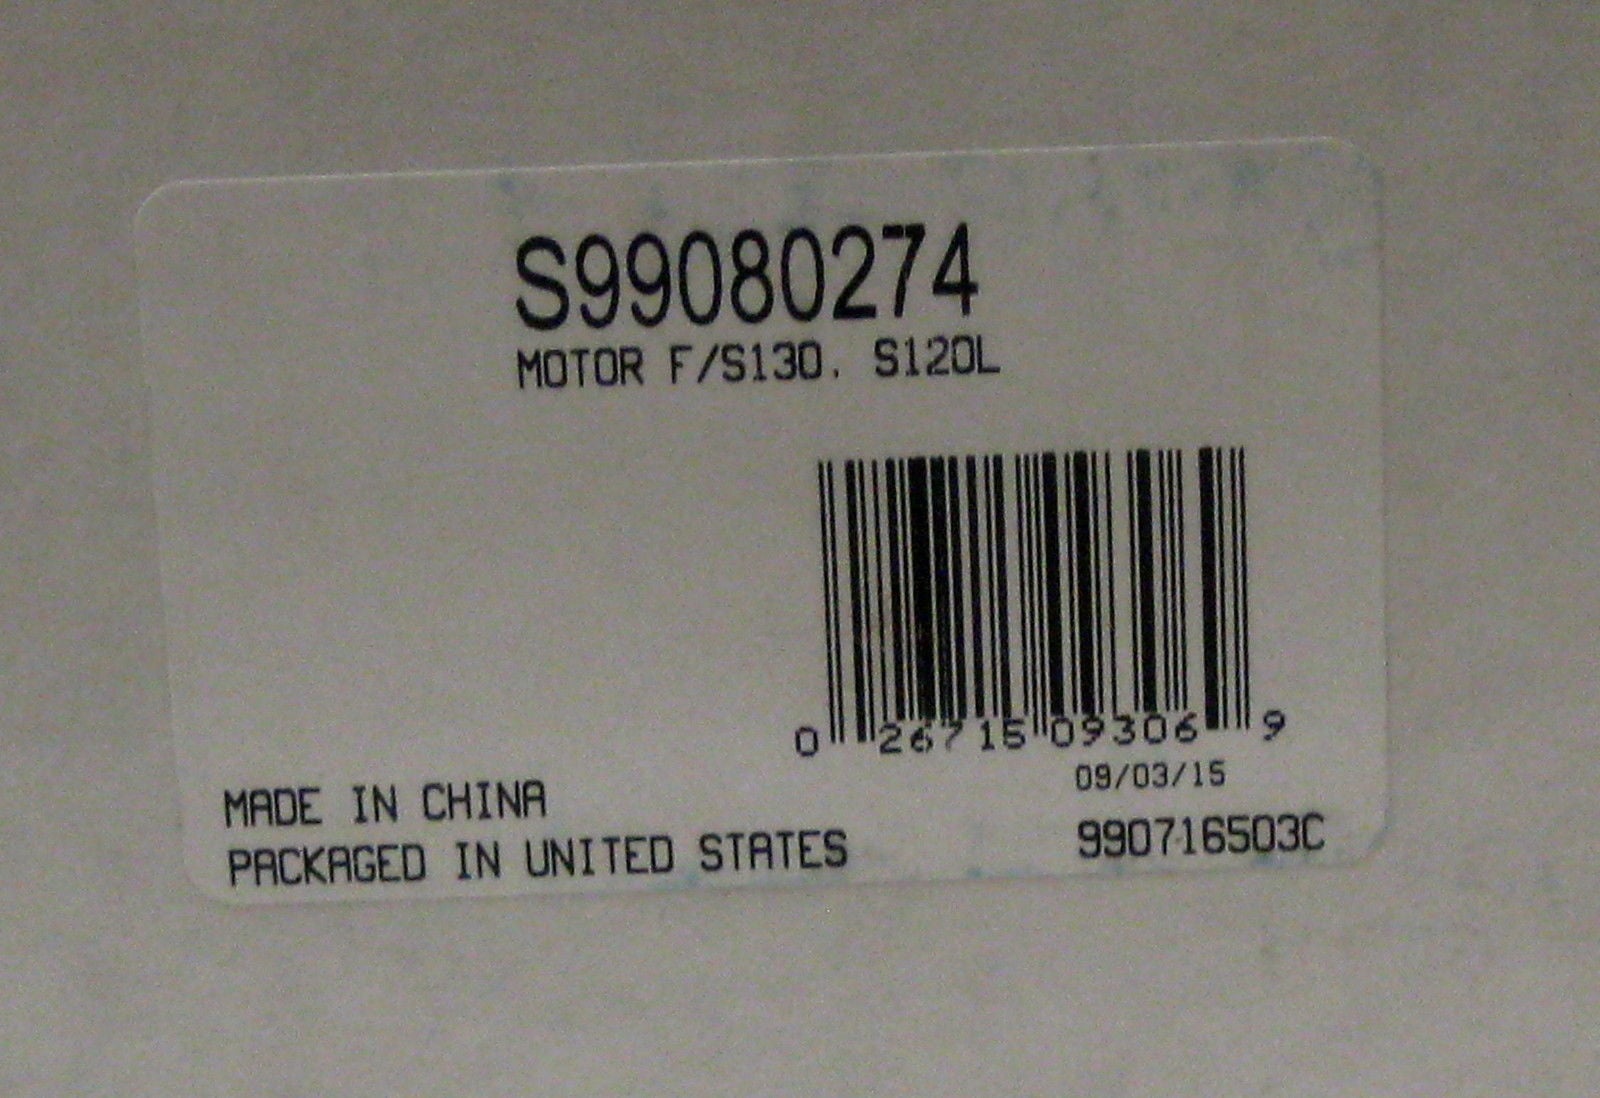 S99080274
MOTOR F/S130, S120L
0 26715 09306 9
09/03/15
MADE IN CHINA
PACKAGED IN UNITED STATES
990716503C